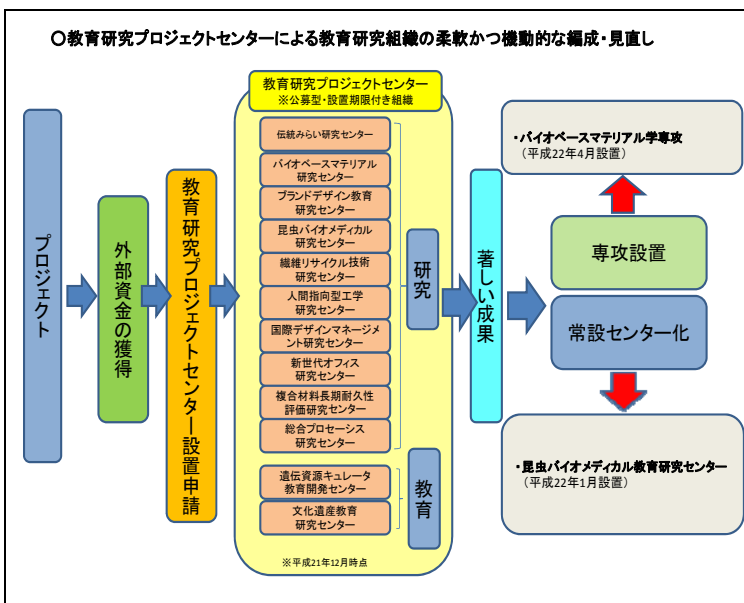 ○教育研究プロジェクトセンターによる教育研究組織の柔軟かつ機動的な編成・見直し
プロジェクト
外部資金の獲得
教育研究プロジェクトセンター設置申請
教育研究プロジェクトセンター
※公募型・設置期限付き組織
伝統みらい研究センター
バイオベースマテリアル
研究センター
ブランドデザイン教育
研究センター
昆虫バイオメディカル
研究センター
繊維リサイクル技術
研究センター
人間指向型工学
研究センター
国際デザインマネージメ
ント研究センター
新世代オフィス
研究センター
複合材料長期耐久性
評価研究センター
総合プロセーシス
研究センター
研究
遺伝資源キュレータ
教育開発センター
文化遺産教育
研究センター
教育
※平成21年12月時点
著しい成果
・バイオベースマテリアル学専攻
（平成22年4月設置）
専攻設置
常設センター化
・昆虫バイオメディカル教育研究センター
（平成22年1月設置）